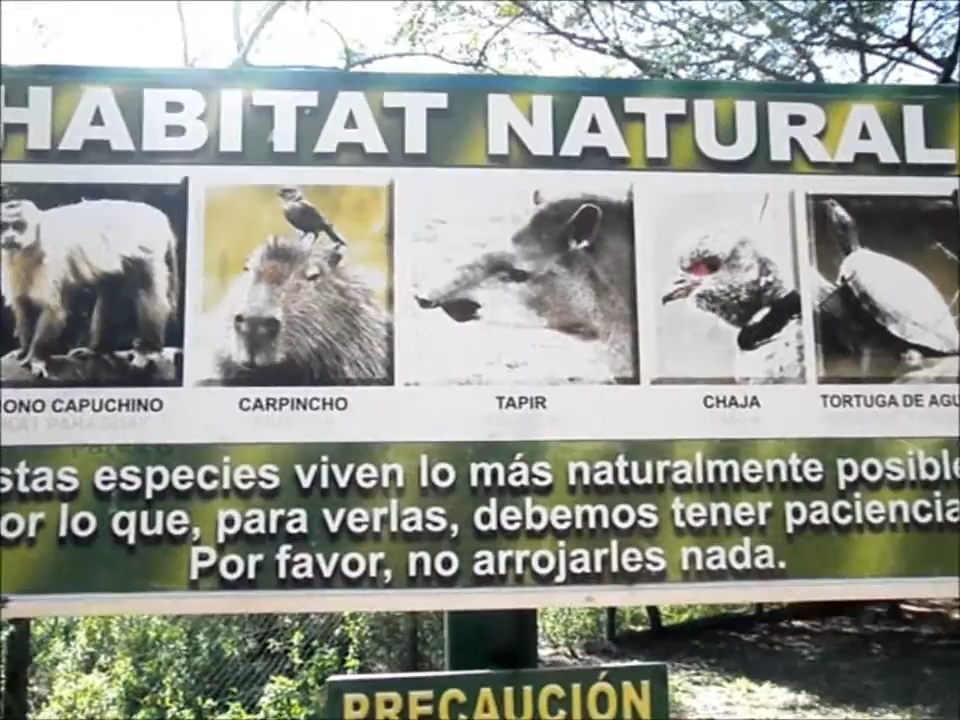 HABITAT NATURAL
ONO CAPUCHINO CARPINCHO TAPIR CHAJA TORTUGA DE AGU
stas especies viven lo más naturalmente posible
or lo que, para verlas, debemos tener paciencia
Por favor, no arrojarles nada.
PRECAUCIÓN